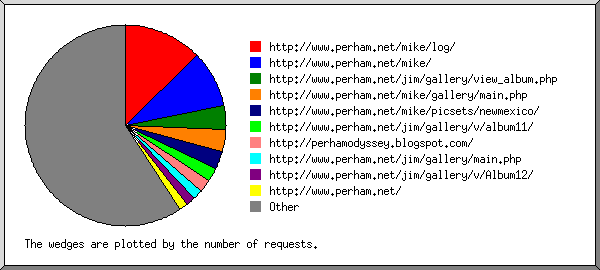 http://www.perham.net/mike/log/
http://www.perham.net/mike/
http://www.perham.net/jim/gallery/view_album.php
http://www.perham.net/mike/gallery/main.php
http://www.perham.net/mike/picsets/newmexico/
http://www.perham.net/jim/gallery/v/album11/
http://perhamodyssey.blogspot.com/
http://www.perham.net/jim/gallery/main.php
http://www.perham.net/jim/gallery/v/Album12/
http://www.perham.net/
Other
The wedges are plotted by the number of requests.